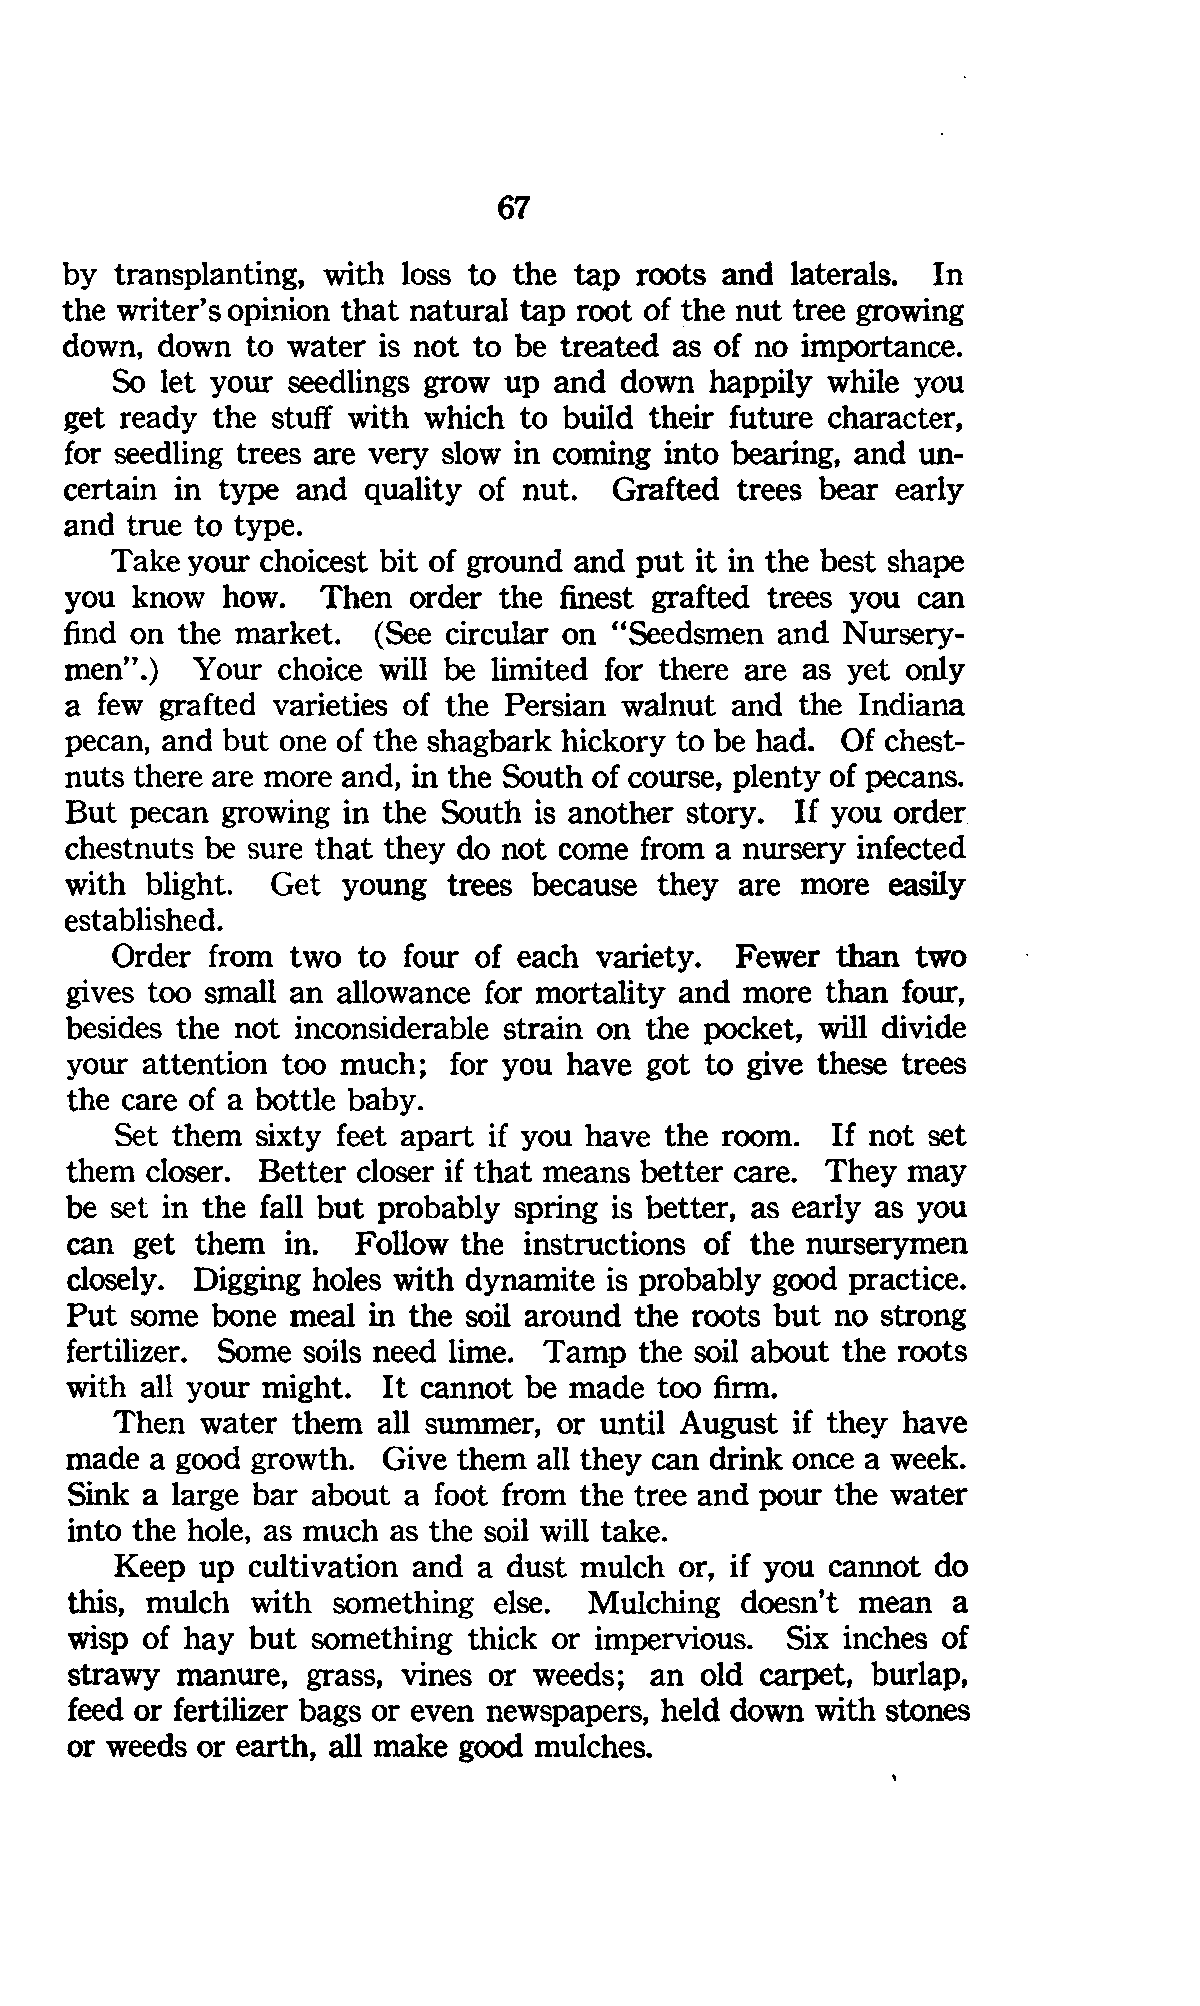 67
by transplanting, with loss to the tap roots and laterals. In
the writer's opinion that natural tap root of the nut tree growing
down, down to water is not to be treated as of no importance.
So let your seedlings grow up and down happily while you
get ready the stuff with which to build their future character,
for seedling trees are very slow in coming into bearing, and un-
certain in type and quality of nut. Grafted trees bear early
and true to type.
Take your choicest bit of ground and put it in the best shape
you know how. Then order the finest grafted trees you can
find on the market. (See circular on "Seedsmen and Nursery-
men".) Your choice will be limited for there are as yet only
a few grafted varieties of the Persian walnut and the Indiana
pecan, and but one of the shagbark hickory to be had. Of chest-
nuts there are more and, in the South of course, plenty of pecans.
But pecan growing in the South is another story. If you order
chestnuts be sure that they do not come from a nursery infected
with blight. Get young trees because they are more easily
established.
Order from two to four of each variety. Fewer than two
gives too small an allowance for mortality and more than four,
besides the not inconsiderable strain on the pocket, will divide
your attention too much; for you have got to give these trees
the care of a bottle baby.
Set them sixty feet apart if you have the room. If not set
them closer. Better closer if that means better care. They may
be set in the fall but probably spring is better, as early as you
can get them in. Follow the instructions of the nurserymen
closely. Digging holes with dynamite is probably good practice.
Put some bone meal in the soil around the roots but no strong
fertilizer. Some soils need lime. Tamp the soil about the roots
with all your might. It cannot be made too firm.
Then water them all summer, or until August if they have
made a good growth. Give them all they can drink once a week.
Sink a large bar about a foot from the tree and pour the water
into the hole, as much as the soil will take.
Keep up cultivation and a dust mulch or, if you cannot do
this, mulch with something else. Mulching doesn't mean a
wisp of hay but something thick or impervious. Six inches of
strawy manure, grass, vines or weeds; an old carpet, burlap,
feed or fertilizer bags or even newspapers, held down with stones
or weeds or earth, all make good mulches.